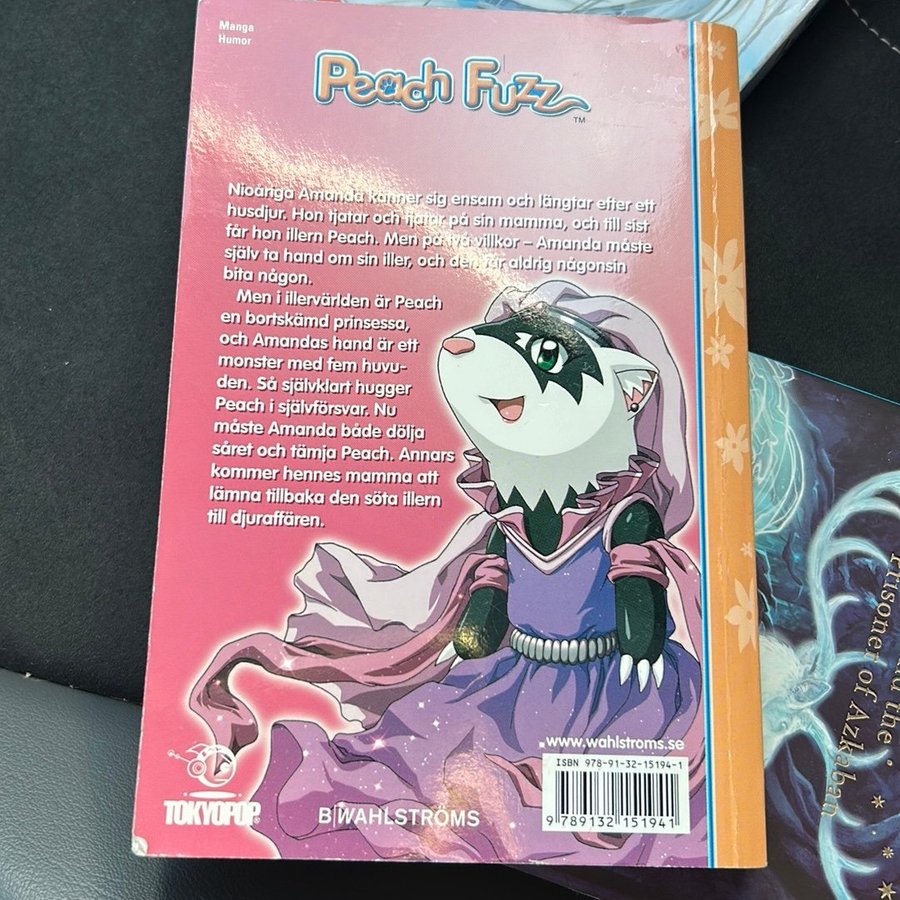 Manga
Humor
Peach Fuzz
TM
Nioåriga Amanda känner sig ensam och längtar efter ett
husdjur. Hon tjatar och tjatar på sin mamma, och till sist
får hon illern Peach. Men på två villkor – Amanda måste
själv ta hand om sin iller, och den får aldrig någonsin
bita någon.
Men i illervärlden är Peach
en bortskämd prinsessa,
och Amandas hand är ett
monster med fem huvu-
den. Så självklart hugger
Peach i självförsvar. Nu
måste Amanda både dölja
såret och tämja Peach. Annars
kommer hennes mamma att
lämna tillbaka den söta illern
till djuraffären.
www.wahlstroms.se
ISBN 978-91-32-15194-1
9 789132 151941
TOKYOPOP®
B WAHLSTRÖMS
and the
Prisoner of Azkaban